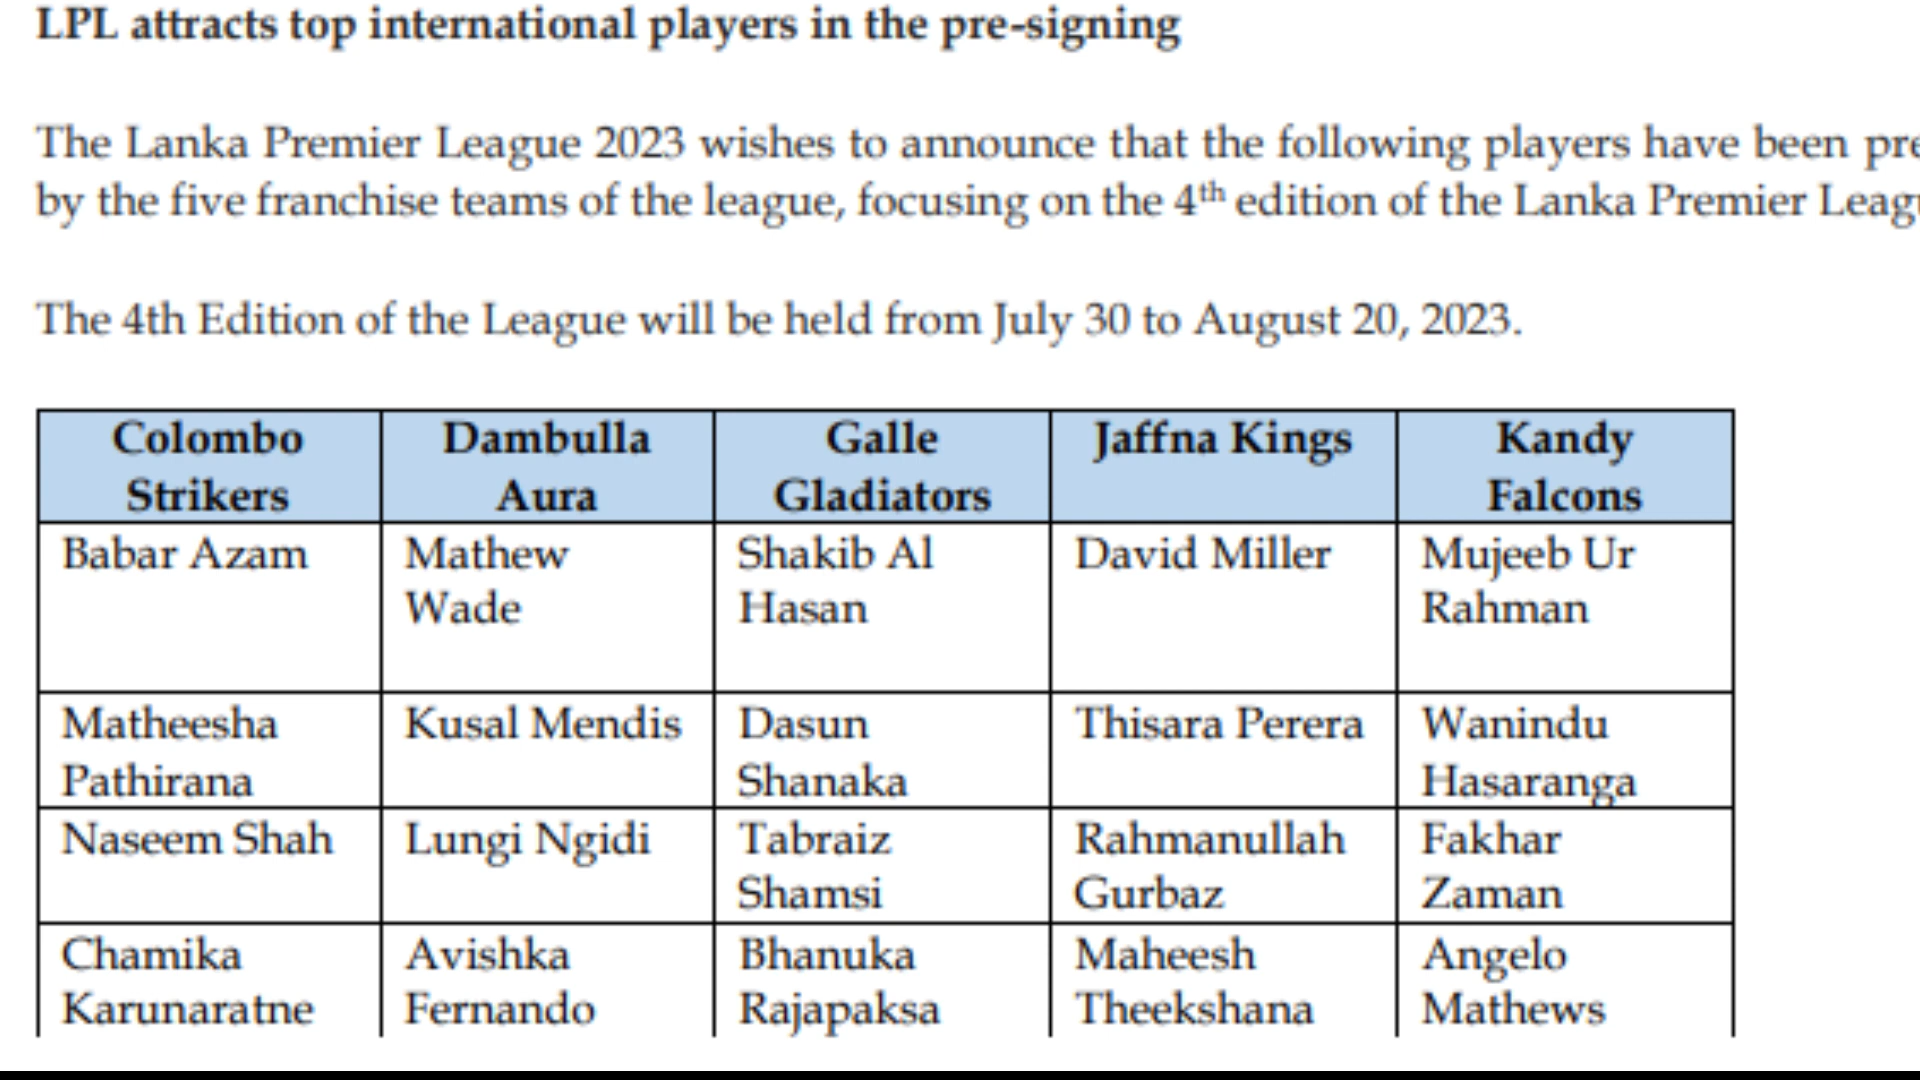 LPL attracts top international players in the pre-signing
The Lanka Premier League 2023 wishes to announce that the following players have been pre
by the five franchise teams of the league, focusing on the 4th edition of the Lanka Premier Leagu
The 4th Edition of the League will be held from July 30 to August 20, 2023.
Colombo Strikers
Dambulla Aura
Galle Gladiators
Jaffna Kings
Kandy Falcons
Babar Azam
Mathew Wade
Shakib Al Hasan
David Miller
Mujeeb Ur Rahman
Matheesha Pathirana
Kusal Mendis
Dasun Shanaka
Thisara Perera
Wanindu Hasaranga
Naseem Shah
Lungi Ngidi
Tabraiz Shamsi
Rahmanullah Gurbaz
Fakhar Zaman
Chamika Karunaratne
Avishka Fernando
Bhanuka Rajapaksa
Maheesh Theekshana
Angelo Mathews